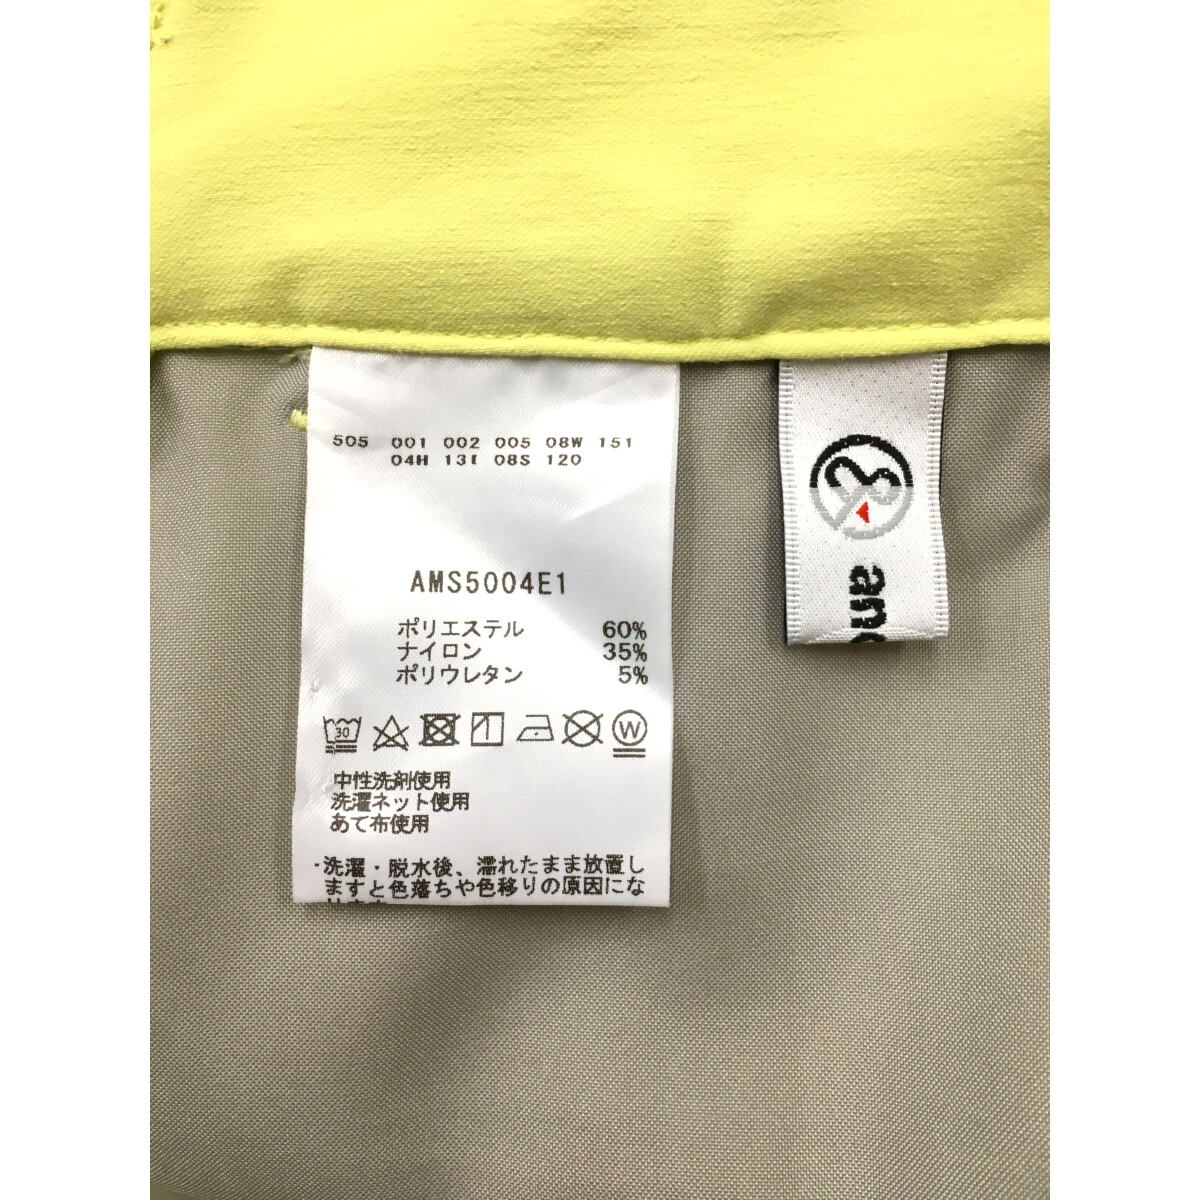 505 001 002 005 08W 151
04H 131 08S 120
AMS5004E1
ポリエステル 60%
ナイロン 35%
ポリウレタン 5%
30 W
中性洗剤使用
洗濯ネット使用
あて布使用
・洗濯・脱水後、濡れたまま放置し
ますと色落ちや色移りの原因にな
an